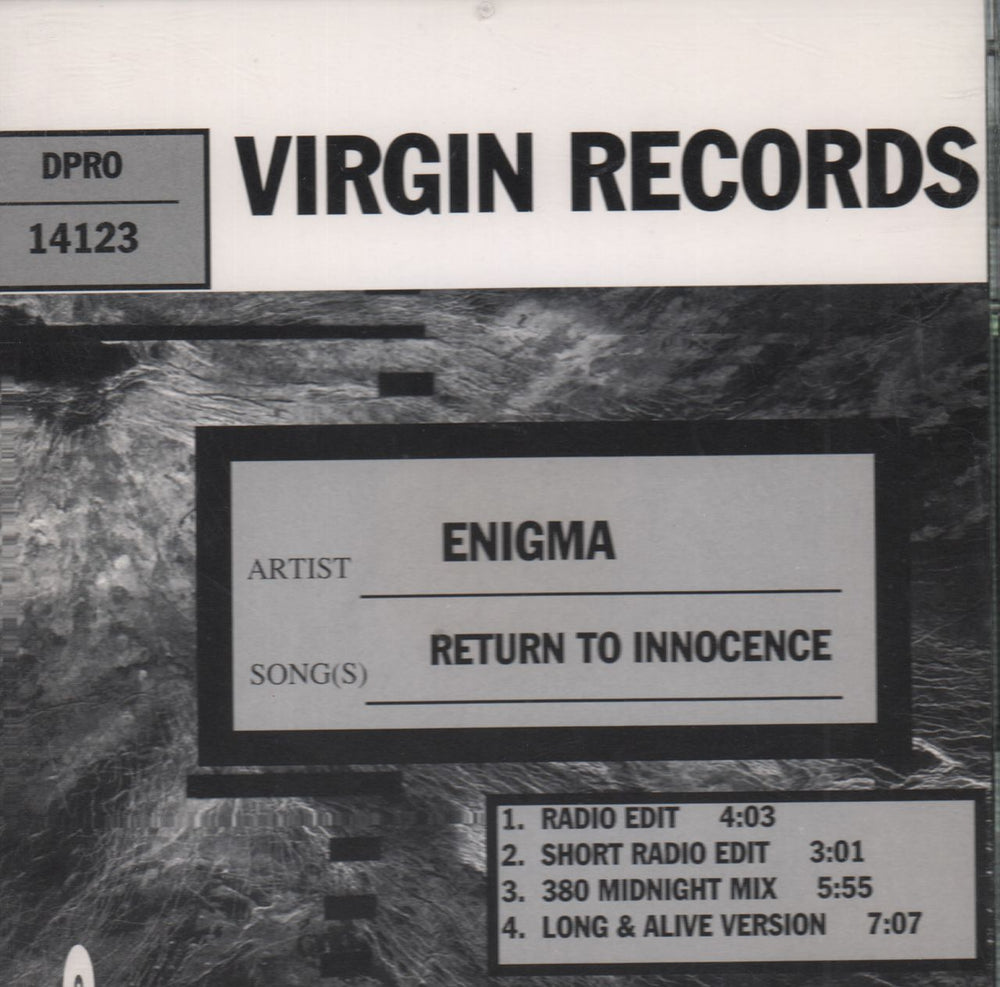 DPRO
14123
VIRGIN RECORDS
ARTIST ENIGMA
SONG(S) RETURN TO INNOCENCE
1. RADIO EDIT 4:03
2. SHORT RADIO EDIT 3:01
3. 380 MIDNIGHT MIX 5:55
4. LONG & ALIVE VERSION 7:07